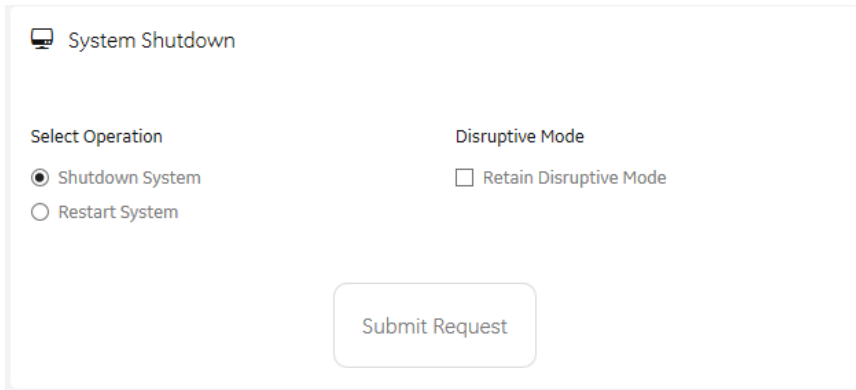 System Shutdown
Select Operation
Disruptive Mode
Shutdown System
Retain Disruptive Mode
Restart System
Submit Request